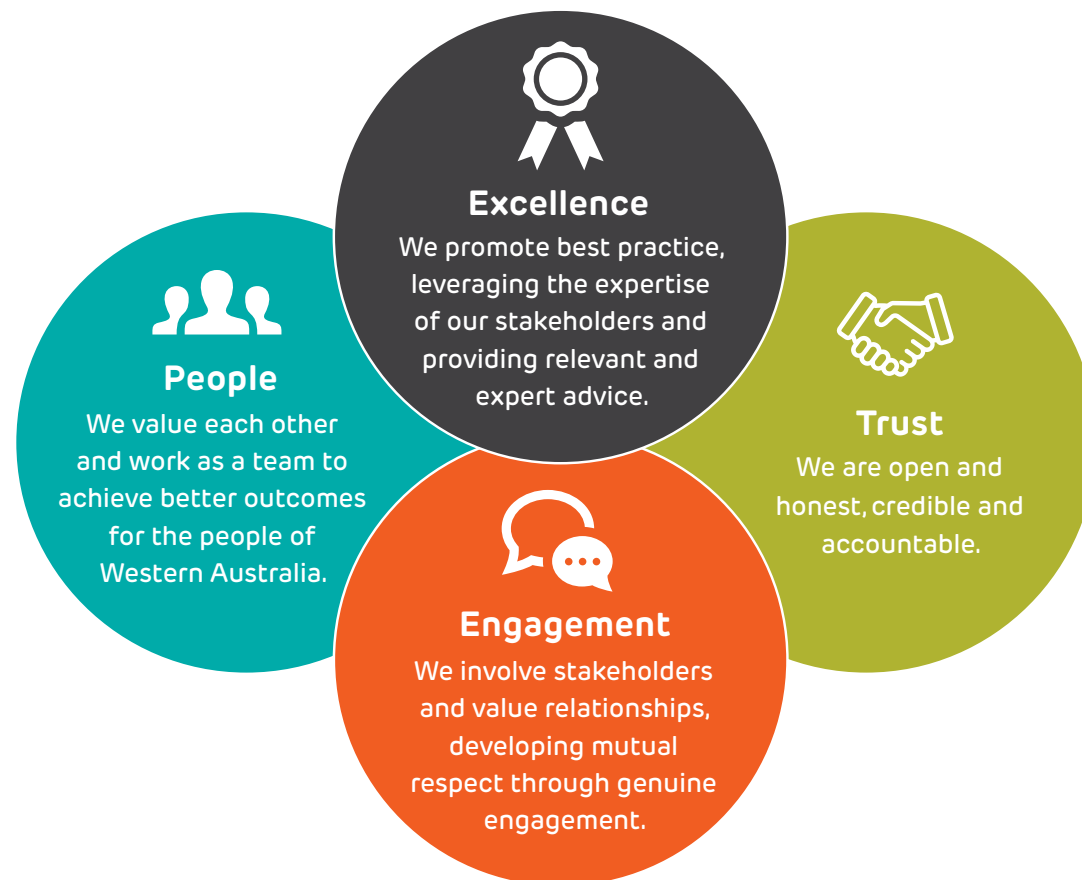 Excellence
We promote best practice,
leveraging the expertise
of our stakeholders and
providing relevant and
expert advice.
People
We value each other
and work as a team to
achieve better outcomes
for the people of
Western Australia.
Trust
We are open and
honest, credible and
accountable.
Engagement
We involve stakeholders
and value relationships,
developing mutual
respect through genuine
engagement.